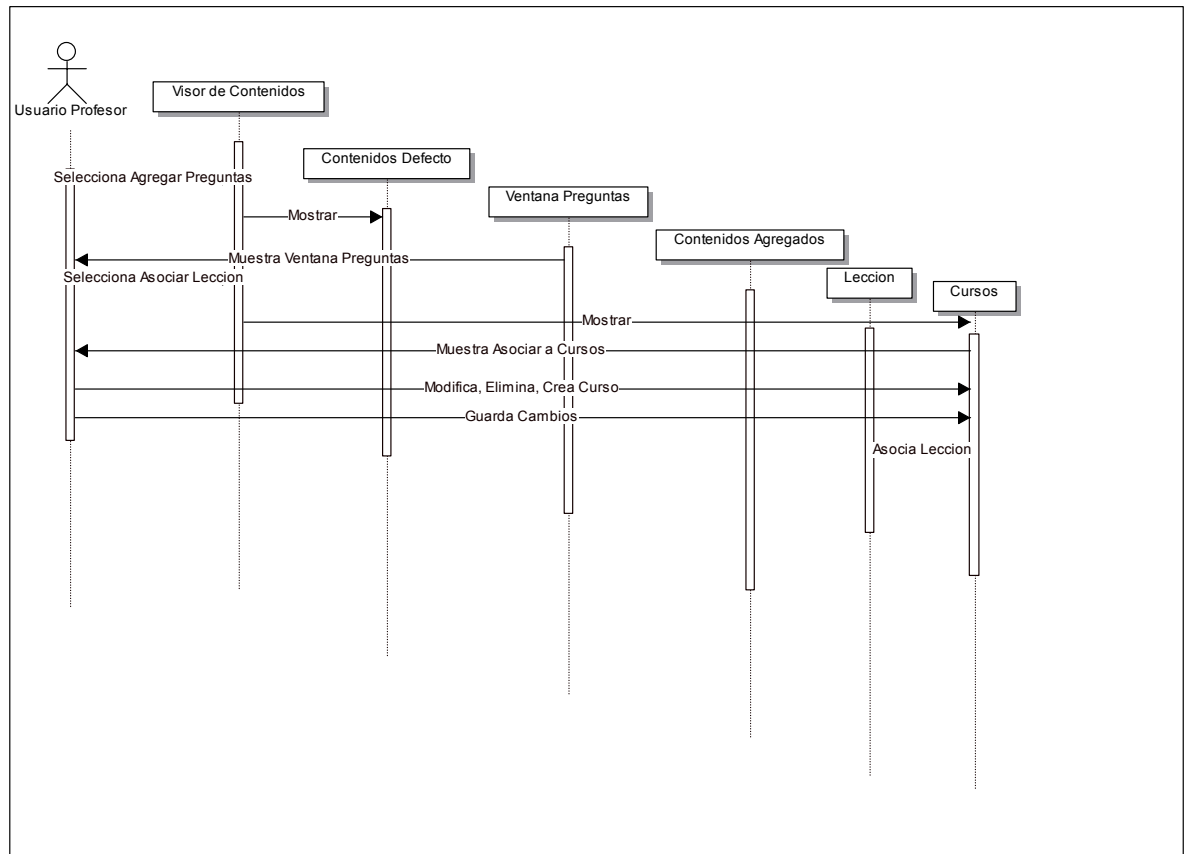 Usuario Profesor
Visor de Contenidos
Contenidos Defecto
Selecciona Agregar Preguntas
Ventana Preguntas
Mostrar
Contenidos Agregados
Muestra Ventana Preguntas
Selecciona Asociar Leccion
Leccion
Cursos
Mostrar
Muestra Asociar a Cursos
Modifica, Elimina, Crea Curso
Guarda Cambios
Asocia Leccion